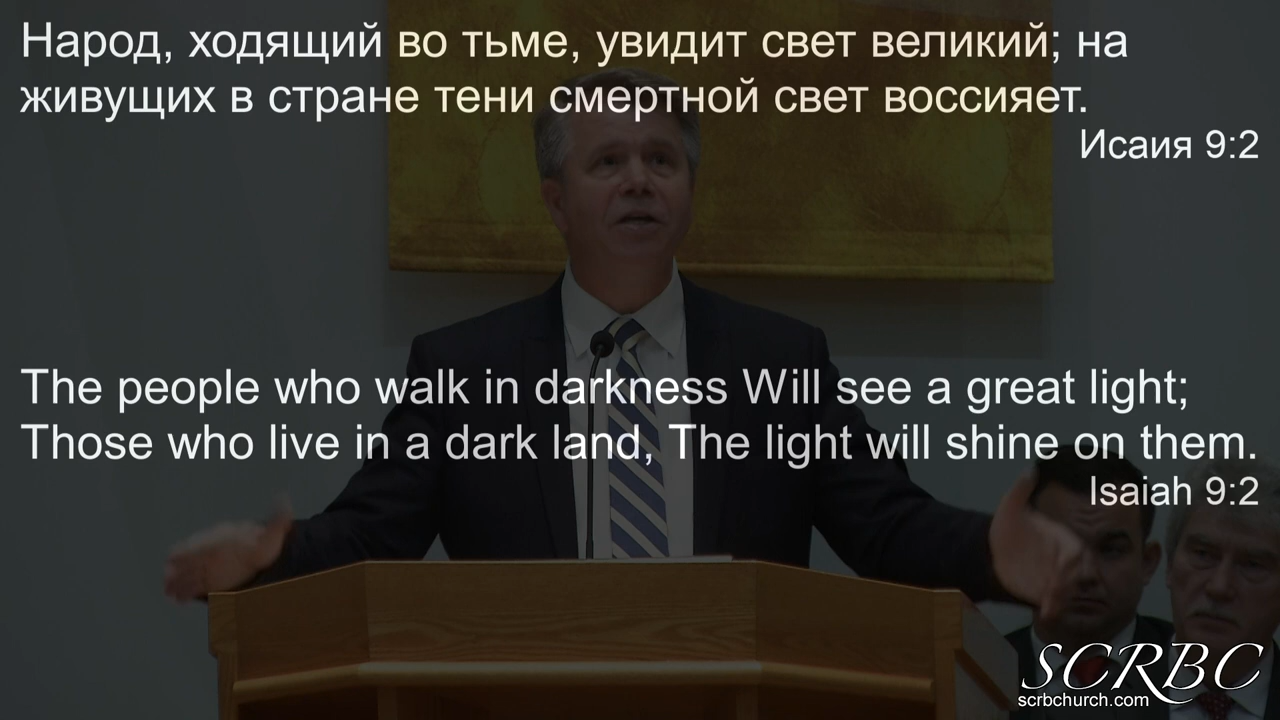 Народ, ходящий во тьме, увидит свет великий; на
живущих в стране тени смертной свет воссияет.
Исаия 9:2
The people who walk in darkness Will see a great light;
Those who live in a dark land, The light will shine on them.
Isaiah 9:2
SCRBC
scrbchurch.com